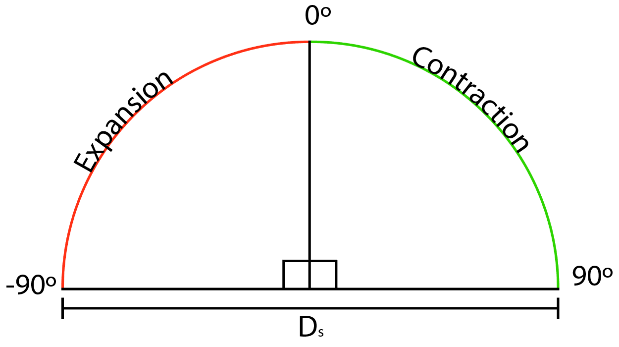 0º
Expansion
Contraction
-90º
90º
Ds